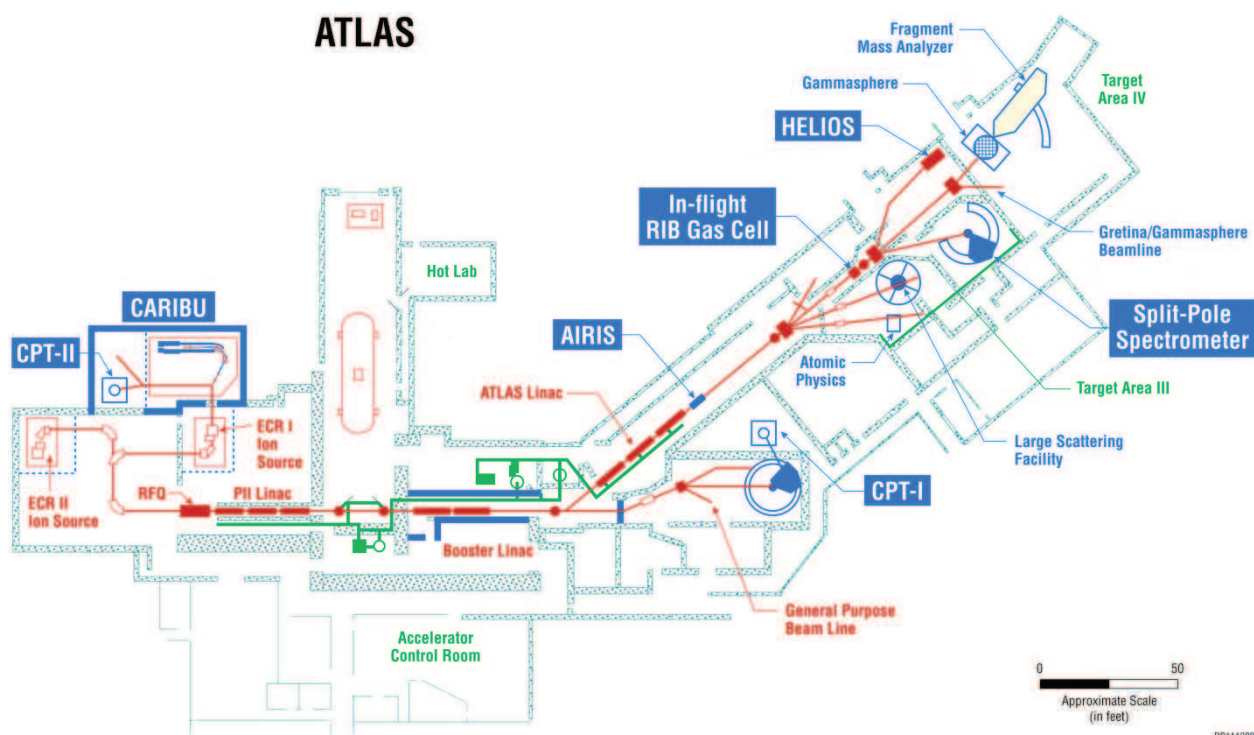 ATLAS
Fragment
Mass Analyzer
Gammasphere
Target
Area IV
HELIOS
In-flight
RIB Gas Cell
Gretina/Gammasphere
Beamline
Hot Lab
CARIBU
CPT-II
AIRIS
Split-Pole
Spectrometer
Atomic
Physics
Target Area III
ATLAS Linac
ECR I
Ion
Source
Large Scattering
Facility
RFQ
PII Linac
CPT-I
ECR II
Ion Source
Booster Linac
General Purpose
Beam Line
Accelerator
Control Room
0
50
Approximate Scale
(in feet)